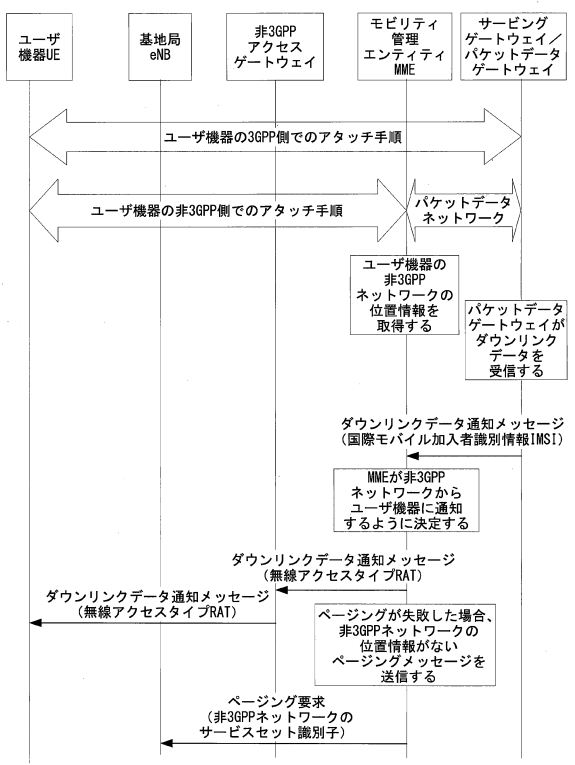 ユーザ
機器UE
基地局
eNB
非3GPP
アクセス
ゲートウェイ
モビリティ
管理
エンティティ
MME
サービング
ゲートウェイ／
パケットデータ
ゲートウェイ
ユーザ機器の3GPP側でのアタッチ手順
ユーザ機器の非3GPP側でのアタッチ手順
パケットデータ
ネットワーク
ユーザ機器の
非3GPP
ネットワークの
位置情報を
取得する
パケットデータ
ゲートウェイが
ダウンリンク
データを
受信する
ダウンリンクデータ通知メッセージ
（国際モバイル加入者識別情報IMSI）
MMEが非3GPP
ネットワークから
ユーザ機器に通知
するように決定する
ダウンリンクデータ通知メッセージ
（無線アクセスタイプRAT）
ダウンリンクデータ通知メッセージ
（無線アクセスタイプRAT）
ページングが失敗した場合、
非3GPPネットワークの
位置情報がない
ページングメッセージを
送信する
ページング要求
（非3GPPネットワークの
サービスセット識別子）